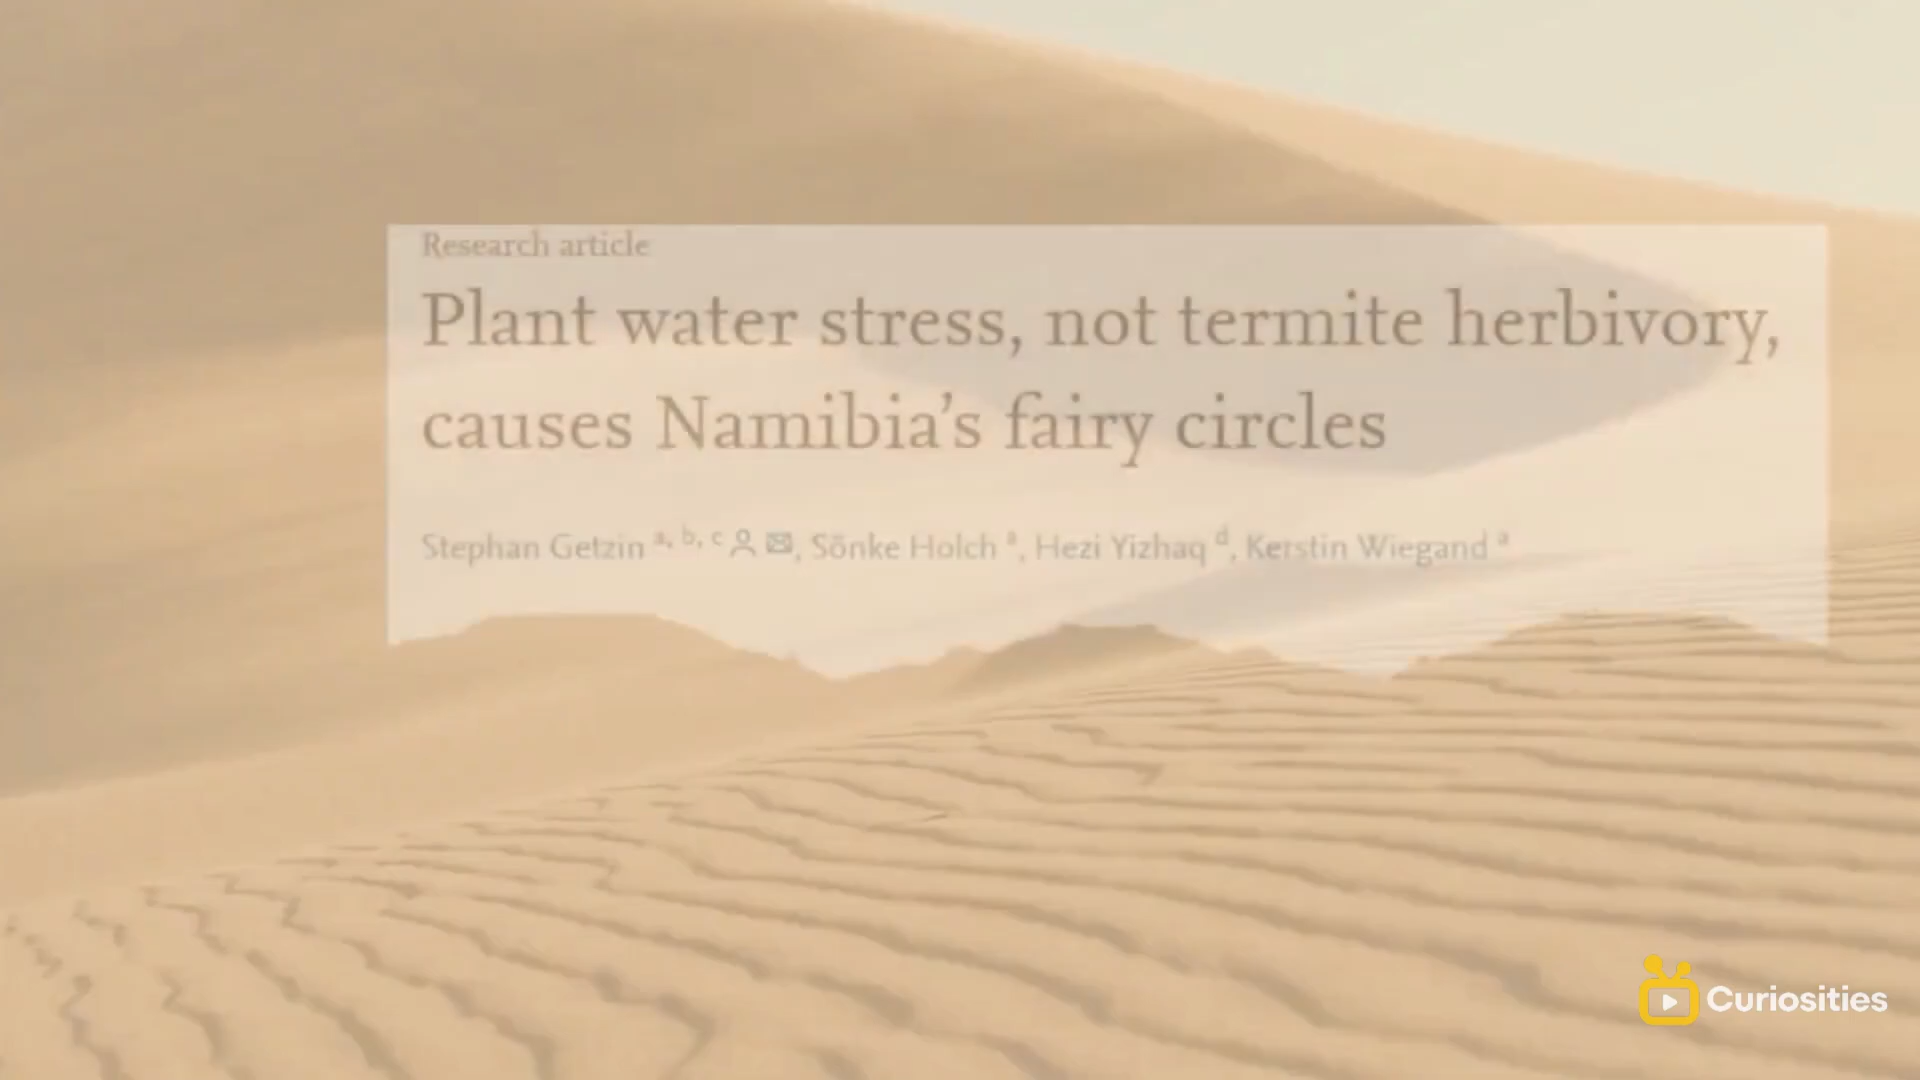 Research article
Plant water stress, not termite herbivory,
causes Namibia’s fairy circles
Stephan Getzin a, b, c, Sönke Holch a, Hezi Yizhaq d, Kerstin Wiegand a
Curiosities